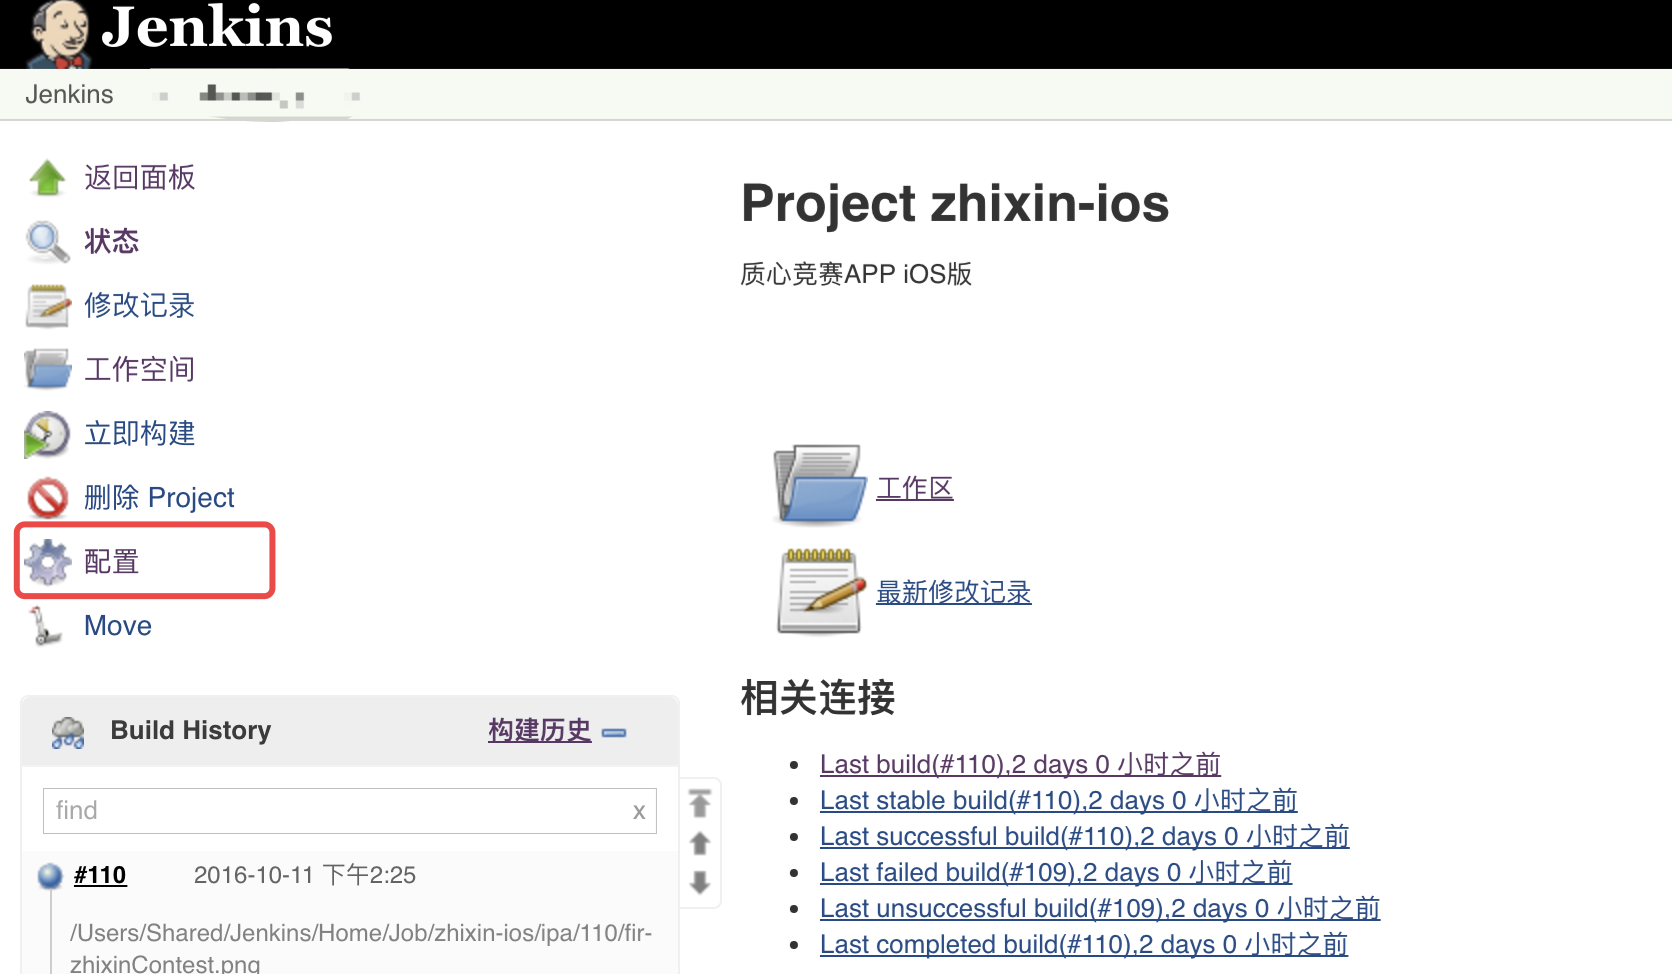 Jenkins
Jenkins
返回面板
状态
修改记录
工作空间
立即构建
删除 Project
配置
Move
Build History 构建历史
find x
#110 2016-10-11 下午2:25
/Users/Shared/Jenkins/Home/Job/zhixin-ios/ipa/110/fir-
zhixinContest.png
Project zhixin-ios
质心竞赛APP iOS版
工作区
最新修改记录
相关连接
Last build(#110),2 days 0 小时之前
Last stable build(#110),2 days 0 小时之前
Last successful build(#110),2 days 0 小时之前
Last failed build(#109),2 days 0 小时之前
Last unsuccessful build(#109),2 days 0 小时之前
Last completed build(#110),2 days 0 小时之前